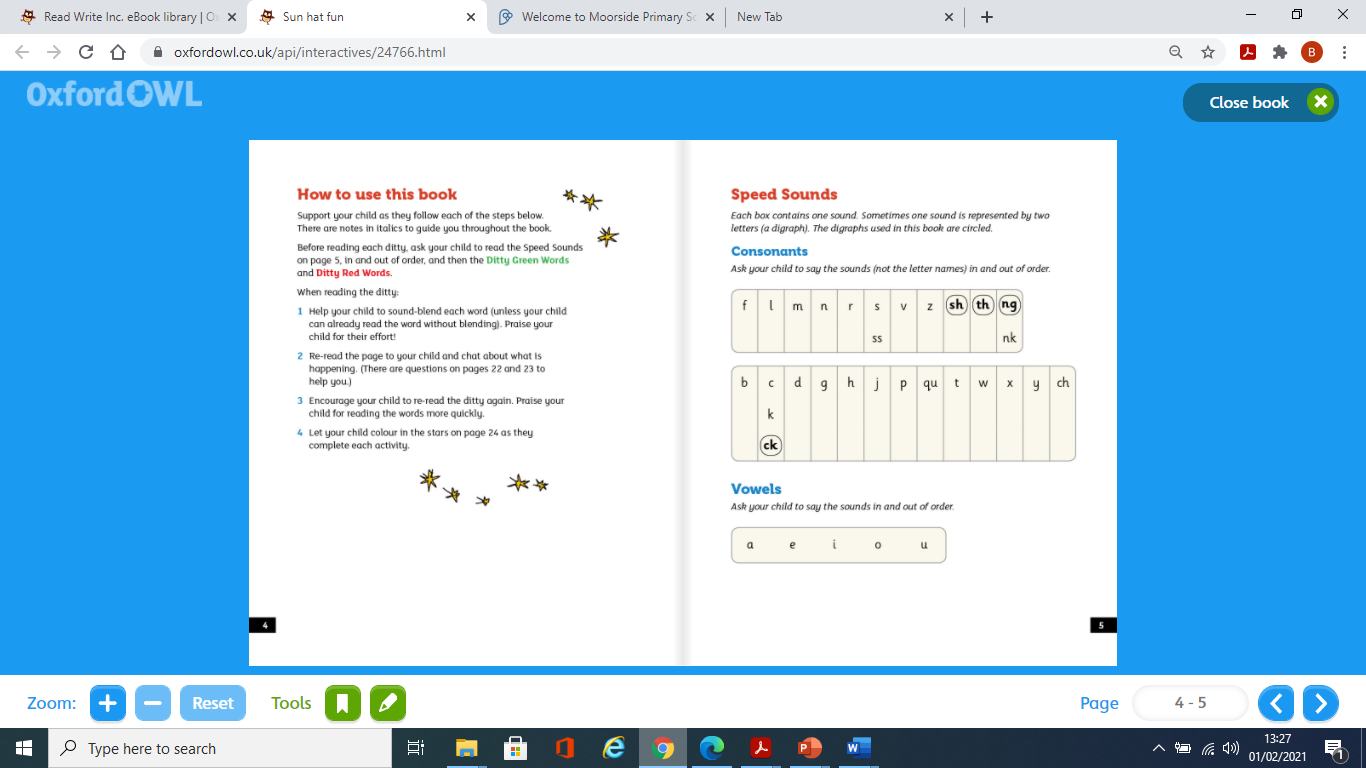 Read Write Inc. eBook library | O
Sun hat fun
Welcome to Moorside Primary Sc
New Tab
oxfordowl.co.uk/api/interactives/24766.html
B
Oxford OWL
Close book
How to use this book
Support your child as they follow each of the steps below.
There are notes in italics to guide you throughout the book.
Before reading each ditty, ask your child to read the Speed Sounds
on page 5, in and out of order, and then the Ditty Green Words
and Ditty Red Words.
When reading the ditty:
1 Help your child to sound-blend each word (unless your child
can already read the word without blending). Praise your
child for their effort!
2 Re-read the page to your child and chat about what is
happening. (There are questions on pages 22 and 23 to
help you.)
3 Encourage your child to re-read the ditty again. Praise your
child for reading the words more quickly.
4 Let your child colour in the stars on page 24 as they
complete each activity.
4
Speed Sounds
Each box contains one sound. Sometimes one sound is represented by two
letters (a digraph). The digraphs used in this book are circled.
Consonants
Ask your child to say the sounds (not the letter names) in and out of order.
f l m n r s v z sh th ng
ss nk
b c d g h j p qu t w x y ch
k
ck
Vowels
Ask your child to say the sounds in and out of order.
a e i o u
5
Zoom: Reset Tools Page 4 - 5
Type here to search
13:27
01/02/2021
1